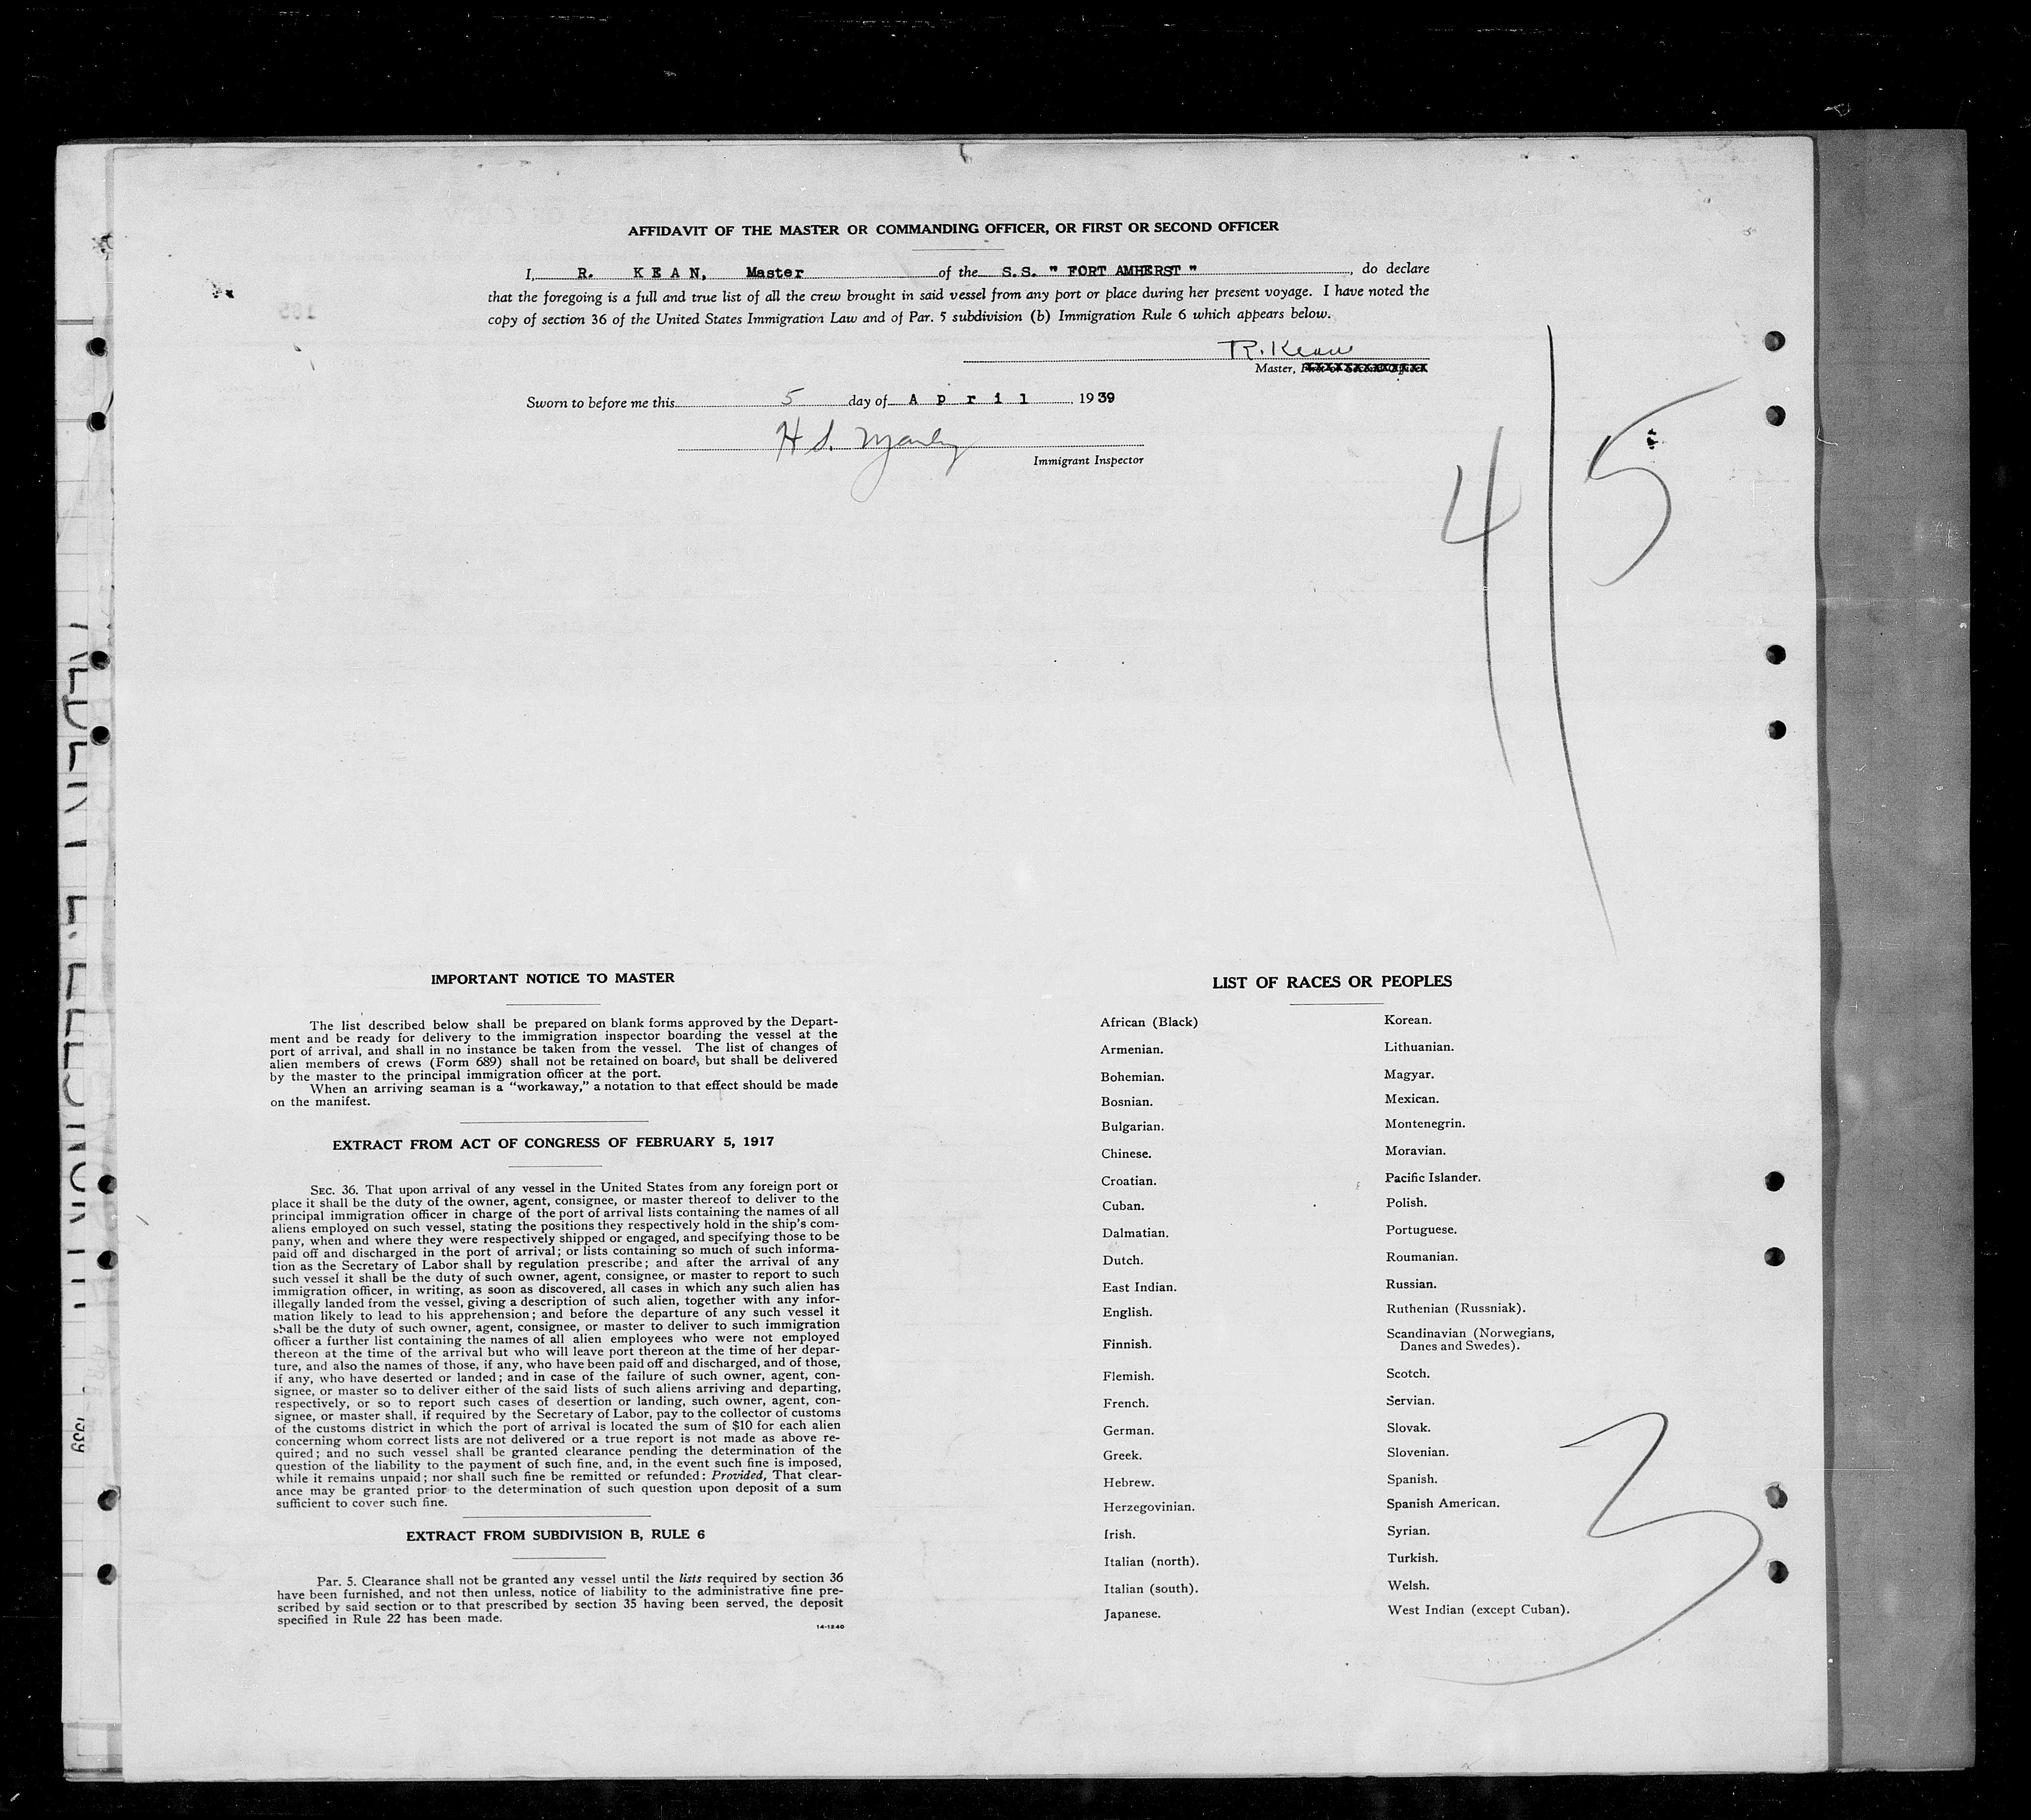 AFFIDAVIT OF THE MASTER OR COMMANDING OFFICER, OR FIRST OR SECOND OFFICER
I, R. KEAN, Master of the S.S. " FORT AMHERST ", do declare
that the foregoing is a full and true list of all the crew brought in said vessel from any port or place during her present voyage. I have noted the
copy of section 36 of the United States Immigration Law and of Par. 5 subdivision (b) Immigration Rule 6 which appears below.
R. Kean
Master, First or Second Officer
Sworn to before me this 5 day of April, 1939
H S.
Immigrant Inspector
4/5
IMPORTANT NOTICE TO MASTER
The list described below shall be prepared on blank forms approved by the Depart-
ment and be ready for delivery to the immigration inspector boarding the vessel at the
port of arrival, and shall in no instance be taken from the vessel. The list of changes of
alien members of crews (Form 689) shall not be retained on board, but shall be delivered
by the master to the principal immigration officer at the port.
When an arriving seaman is a "workaway," a notation to that effect should be made
on the manifest.
EXTRACT FROM ACT OF CONGRESS OF FEBRUARY 5, 1917
SEC. 36. That upon arrival of any vessel in the United States from any foreign port or
place it shall be the duty of the owner, agent, consignee, or master thereof to deliver to the
principal immigration officer in charge of the port of arrival lists containing the names of all
aliens employed on such vessel, stating the positions they respectively hold in the ship's com-
pany, when and where they were respectively shipped or engaged, and specifying those to be
paid off and discharged in the port of arrival; or lists containing so much of such informa-
tion as the Secretary of Labor shall by regulation prescribe; and after the arrival of any
such vessel it shall be the duty of such owner, agent, consignee, or master to report to such
immigration officer, in writing, as soon as discovered, all cases in which any such alien has
illegally landed from the vessel, giving a description of such alien, together with any infor-
mation likely to lead to his apprehension; and before the departure of any such vessel it
shall be the duty of such owner, agent, consignee, or master to deliver to such immigration
officer a further list containing the names of all alien employees who were not employed
thereon at the time of the arrival but who will leave port thereon at the time of her depar-
ture, and also the names of those, if any, who have been paid off and discharged, and of those,
if any, who have deserted or landed; and in case of the failure of such owner, agent, con-
signee, or master so to deliver either of the said lists of such aliens arriving and departing,
respectively, or so to report such cases of desertion or landing, such owner, agent, con-
signee, or master shall, if required by the Secretary of Labor, pay to the collector of customs
of the customs district in which the port of arrival is located the sum of $10 for each alien
concerning whom correct lists are not delivered or a true report is not made as above re-
quired; and no such vessel shall be granted clearance pending the determination of the
question of the liability to the payment of such fine, and, in the event such fine is imposed,
while it remains unpaid; nor shall such fine be remitted or refunded: Provided, That clear-
ance may be granted prior to the determination of such question upon deposit of a sum
sufficient to cover such fine.
EXTRACT FROM SUBDIVISION B, RULE 6
Par. 5. Clearance shall not be granted any vessel until the lists required by section 36
have been furnished, and not then unless, notice of liability to the administrative fine pre-
scribed by said section or to that prescribed by section 35 having been served, the deposit
specified in Rule 22 has been made.
14-1240
LIST OF RACES OR PEOPLES
African (Black)
Armenian.
Bohemian.
Bosnian.
Bulgarian.
Chinese.
Croatian.
Cuban.
Dalmatian.
Dutch.
East Indian.
English.
Finnish.
Flemish.
French.
German.
Greek.
Hebrew.
Herzegovinian.
Irish.
Italian (north).
Italian (south).
Japanese.
Korean.
Lithuanian.
Magyar.
Mexican.
Montenegrin.
Moravian.
Pacific Islander.
Polish.
Portuguese.
Roumanian.
Russian.
Ruthenian (Russniak).
Scandinavian (Norwegians,
Danes and Swedes).
Scotch.
Servian.
Slovak.
Slovenian.
Spanish.
Spanish American.
Syrian.
Turkish.
Welsh.
West Indian (except Cuban).
3